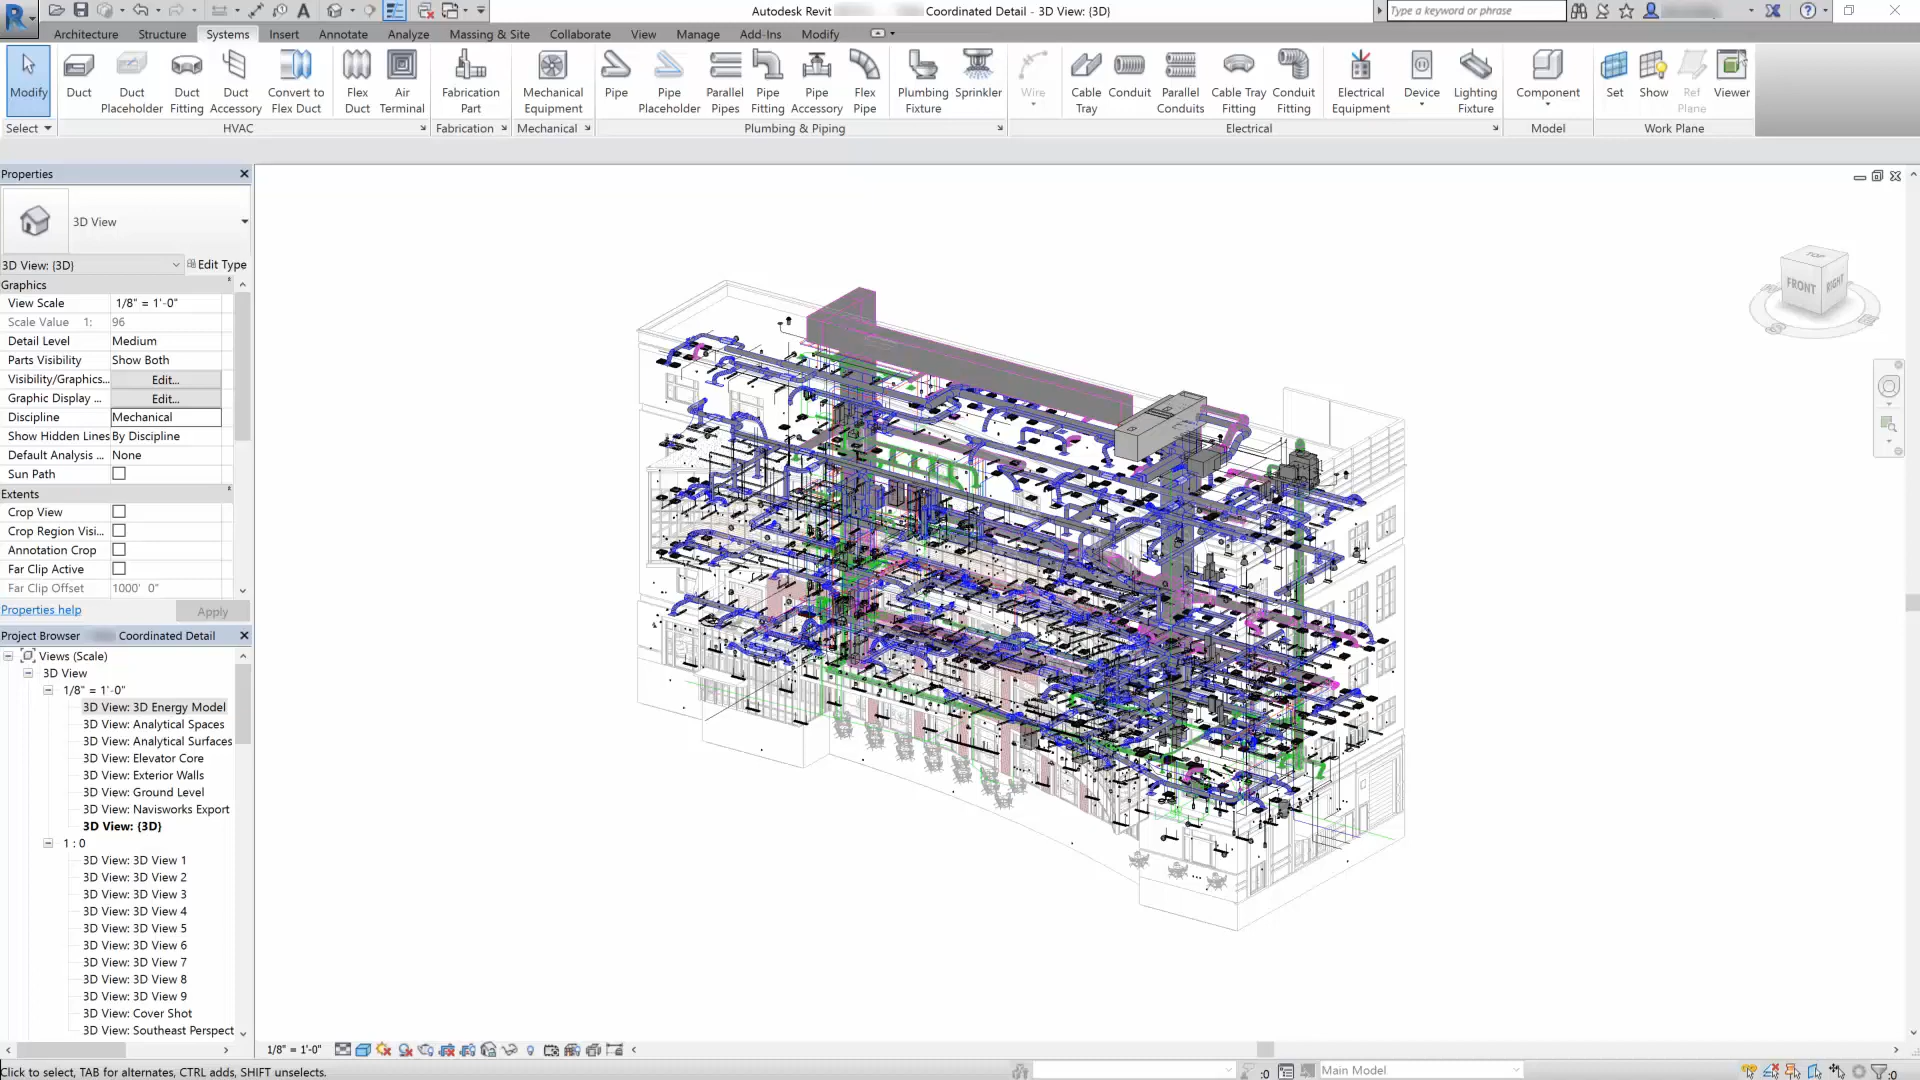 Autodesk Revit Coordinated Detail - 3D View: {3D}
Type a keyword or phrase
Architecture Structure Systems Insert Annotate Analyze Massing & Site Collaborate View Manage Add-Ins Modify
Modify
Duct
Duct Placeholder
Duct Fitting
Duct Accessory
Convert to Flex Duct
Flex Duct
Air Terminal
Fabrication Part
Mechanical Equipment
Pipe
Pipe Placeholder
Parallel Pipes
Pipe Fitting
Pipe Accessory
Flex Pipe
Plumbing Fixture
Sprinkler
Wire
Cable Tray
Conduit
Parallel Conduits
Cable Tray Fitting
Conduit Fitting
Electrical Equipment
Device
Lighting Fixture
Component
Set
Show
Ref Plane
Viewer
Select HVAC Fabrication Mechanical Plumbing & Piping Electrical Model Work Plane
Properties
3D View
3D View: {3D} Edit Type
Graphics
View Scale 1/8" = 1'-0"
Scale Value 1: 96
Detail Level Medium
Parts Visibility Show Both
Visibility/Graphics... Edit...
Graphic Display ... Edit...
Discipline Mechanical
Show Hidden Lines By Discipline
Default Analysis ... None
Sun Path
Extents
Crop View
Crop Region Visi...
Annotation Crop
Far Clip Active
Far Clip Offset 1000' 0"
Properties help Apply
Project Browser Coordinated Detail
Views (Scale)
3D View
1/8" = 1'-0"
3D View: 3D Energy Model
3D View: Analytical Spaces
3D View: Analytical Surfaces
3D View: Elevator Core
3D View: Exterior Walls
3D View: Ground Level
3D View: Navisworks Export
3D View: {3D}
1 : 0
3D View: 3D View 1
3D View: 3D View 2
3D View: 3D View 3
3D View: 3D View 4
3D View: 3D View 5
3D View: 3D View 6
3D View: 3D View 7
3D View: 3D View 8
3D View: 3D View 9
3D View: Cover Shot
3D View: Southeast Perspect
TOP
FRONT RIGHT
1/8" = 1'-0"
Click to select, TAB for alternates, CTRL adds, SHIFT unselects.
:0
Main Model
:0